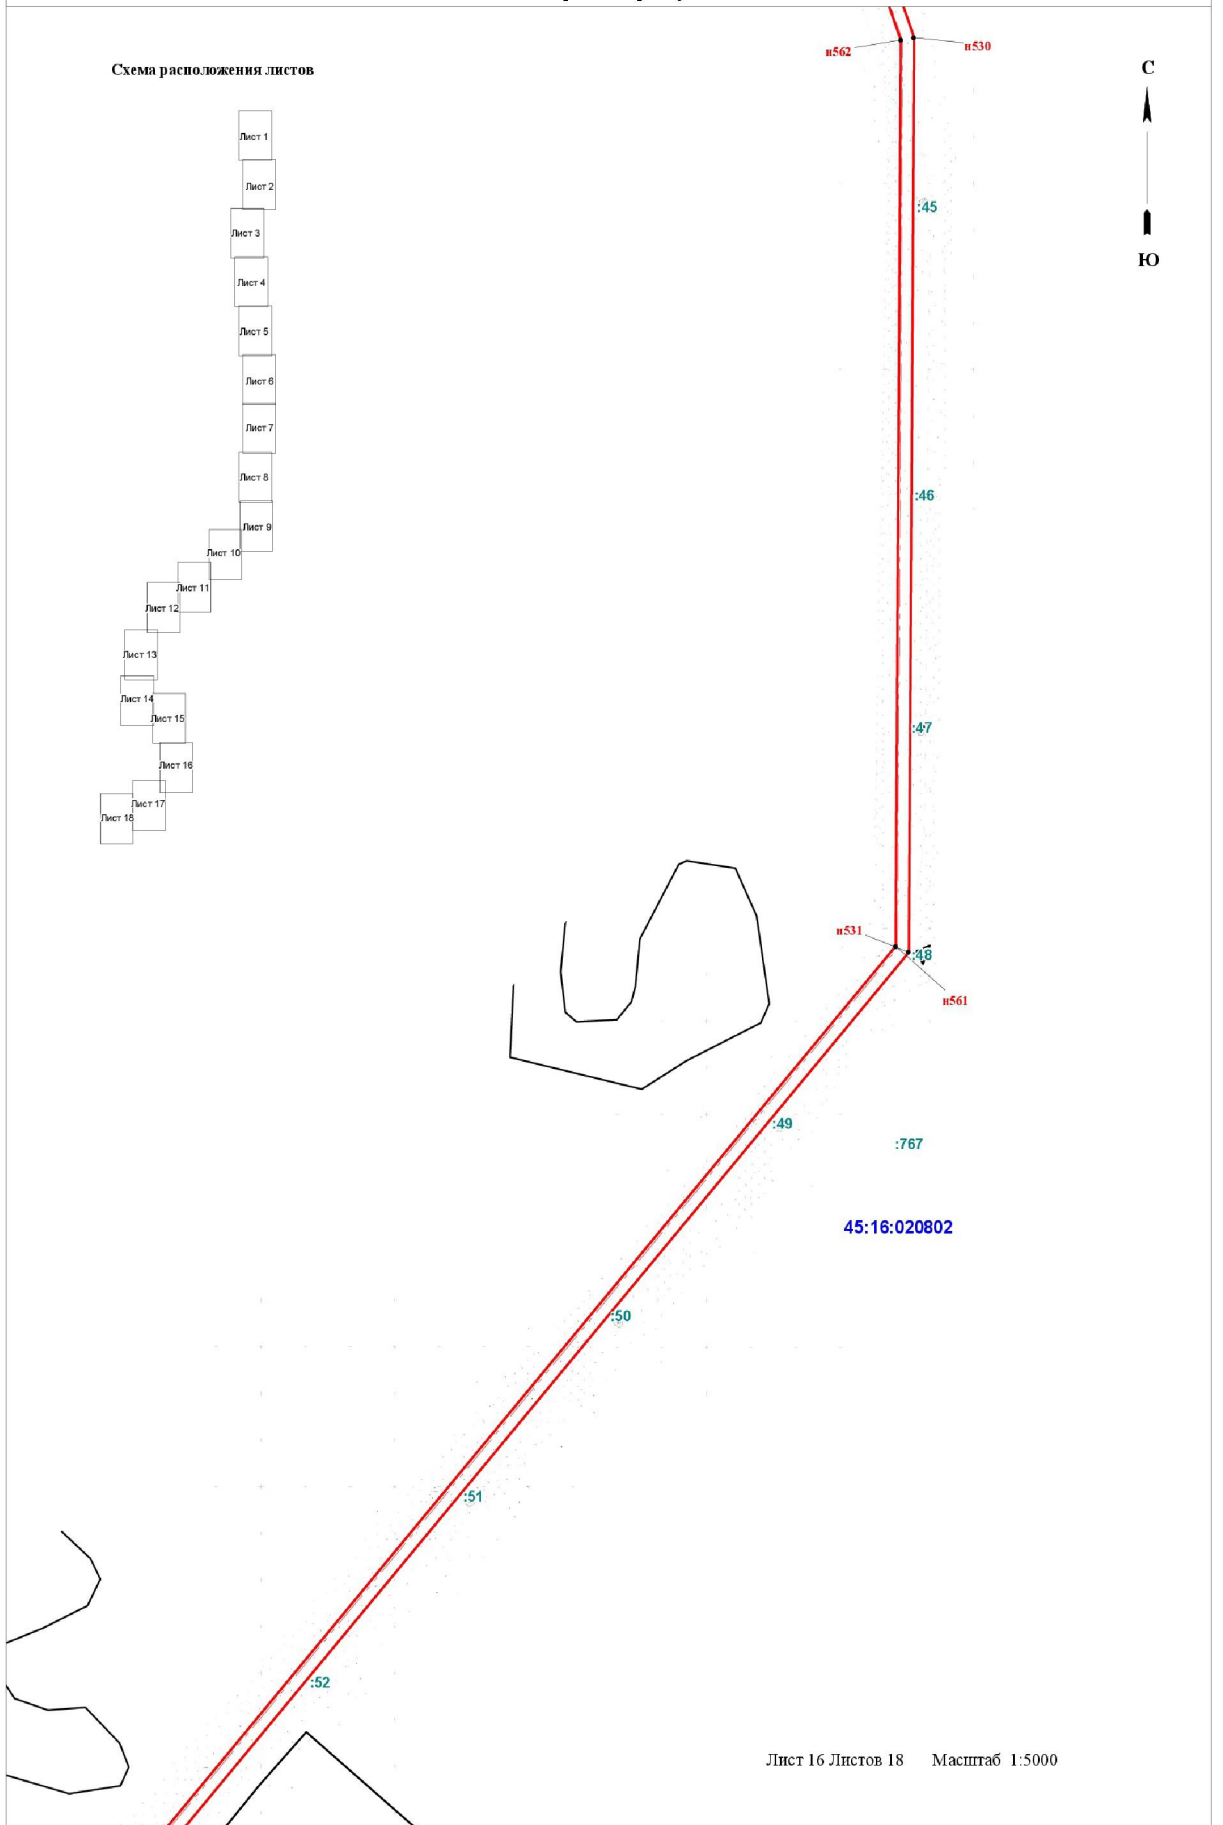 н562
н530
Схема расположения листов
С
Ю
Лист 1
Лист 2
Лист 3
Лист 4
Лист 5
Лист 6
Лист 7
Лист 8
Лист 9
Лист 10
Лист 11
Лист 12
Лист 13
Лист 14
Лист 15
Лист 16
Лист 17
Лист 18
:45
:46
:47
н531
:48
н561
:49
:767
45:16:020802
:50
:51
:52
Лист 16 Листов 18 Масштаб 1:5000